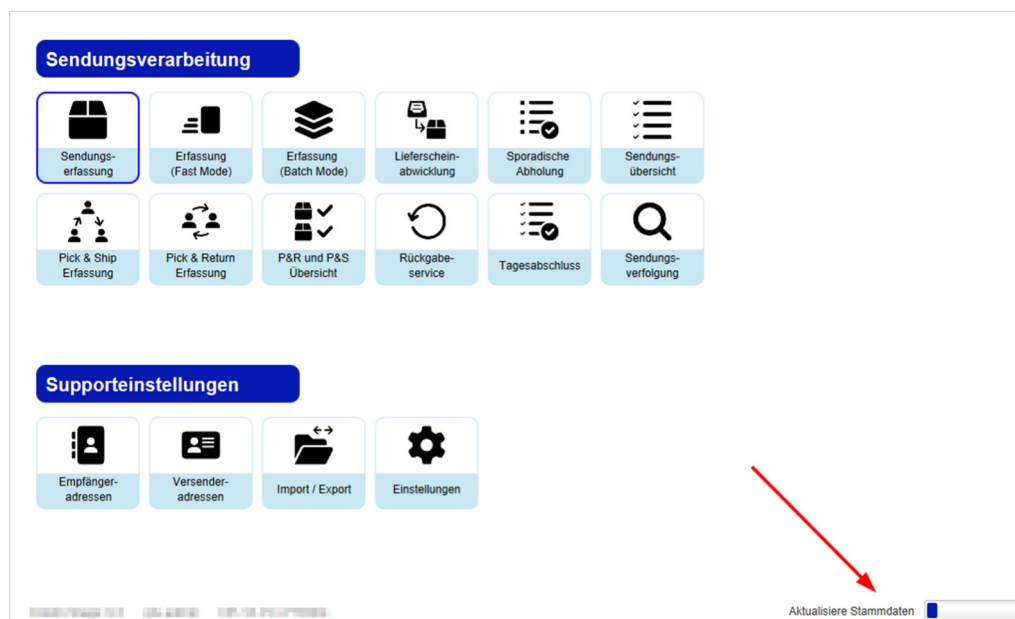 Sendungsverarbeitung
Sendungs-
erfassung
Erfassung
(Fast Mode)
Erfassung
(Batch Mode)
Lieferschein-
abwicklung
Sporadische
Abholung
Sendungs-
übersicht
Pick & Ship
Erfassung
Pick & Return
Erfassung
P&R und P&S
Übersicht
Rückgabe-
service
Tagesabschluss
Sendungs-
verfolgung
Supporteinstellungen
Empfänger-
adressen
Versender-
adressen
Import / Export
Einstellungen
Aktualisiere Stammdaten